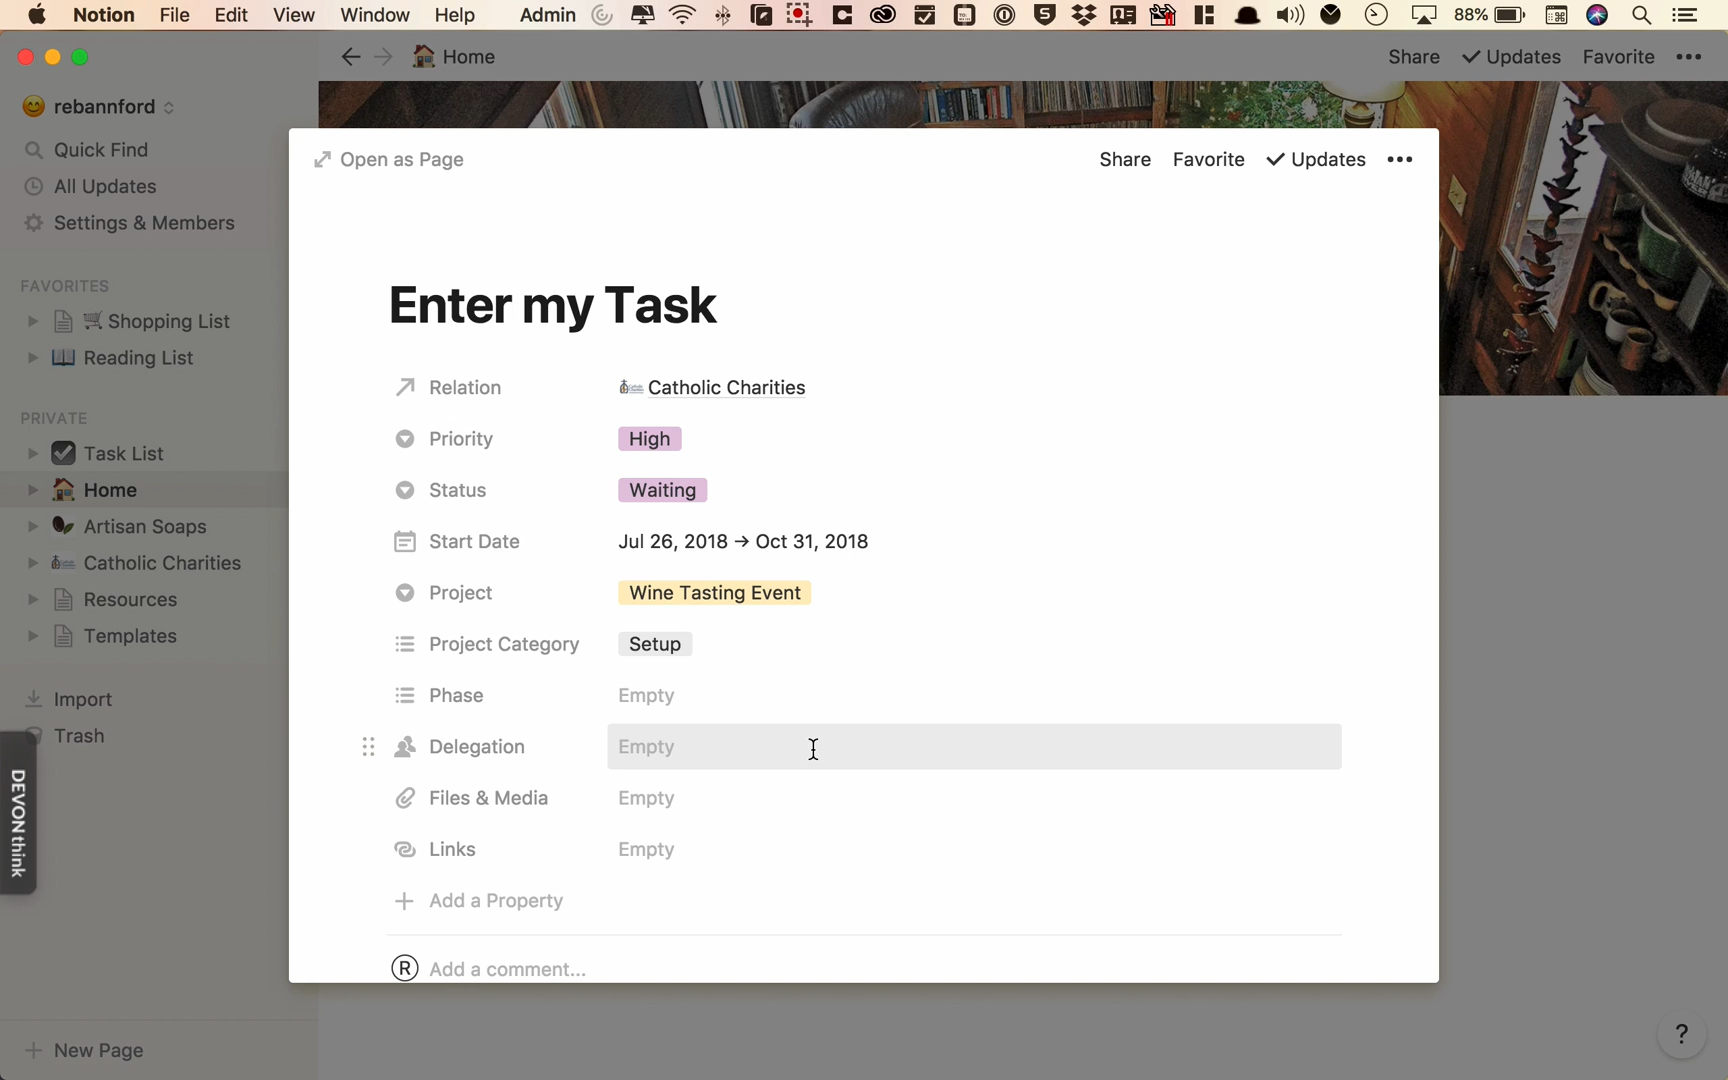 Notion File Edit View Window Help Admin 88%
Home
Share Updates Favorite •••
rebannford
Quick Find
All Updates
Settings & Members
FAVORITES
Shopping List
Reading List
PRIVATE
Task List
Home
Artisan Soaps
Catholic Charities
Resources
Templates
Import
Trash
DEVONthink
+ New Page
Open as Page
Share Favorite Updates •••
Enter my Task
Relation Catholic Charities
Priority High
Status Waiting
Start Date Jul 26, 2018 → Oct 31, 2018
Project Wine Tasting Event
Project Category Setup
Phase Empty
Delegation Empty
Files & Media Empty
Links Empty
+ Add a Property
R Add a comment...
?